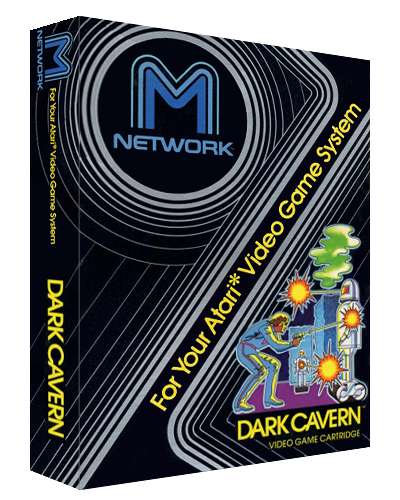 M
NETWORK
For Your Atari* Video Game System
DARK CAVERN
M
NETWORK
For Your Atari* Video Game System
DARK CAVERN™
VIDEO GAME CARTRIDGE